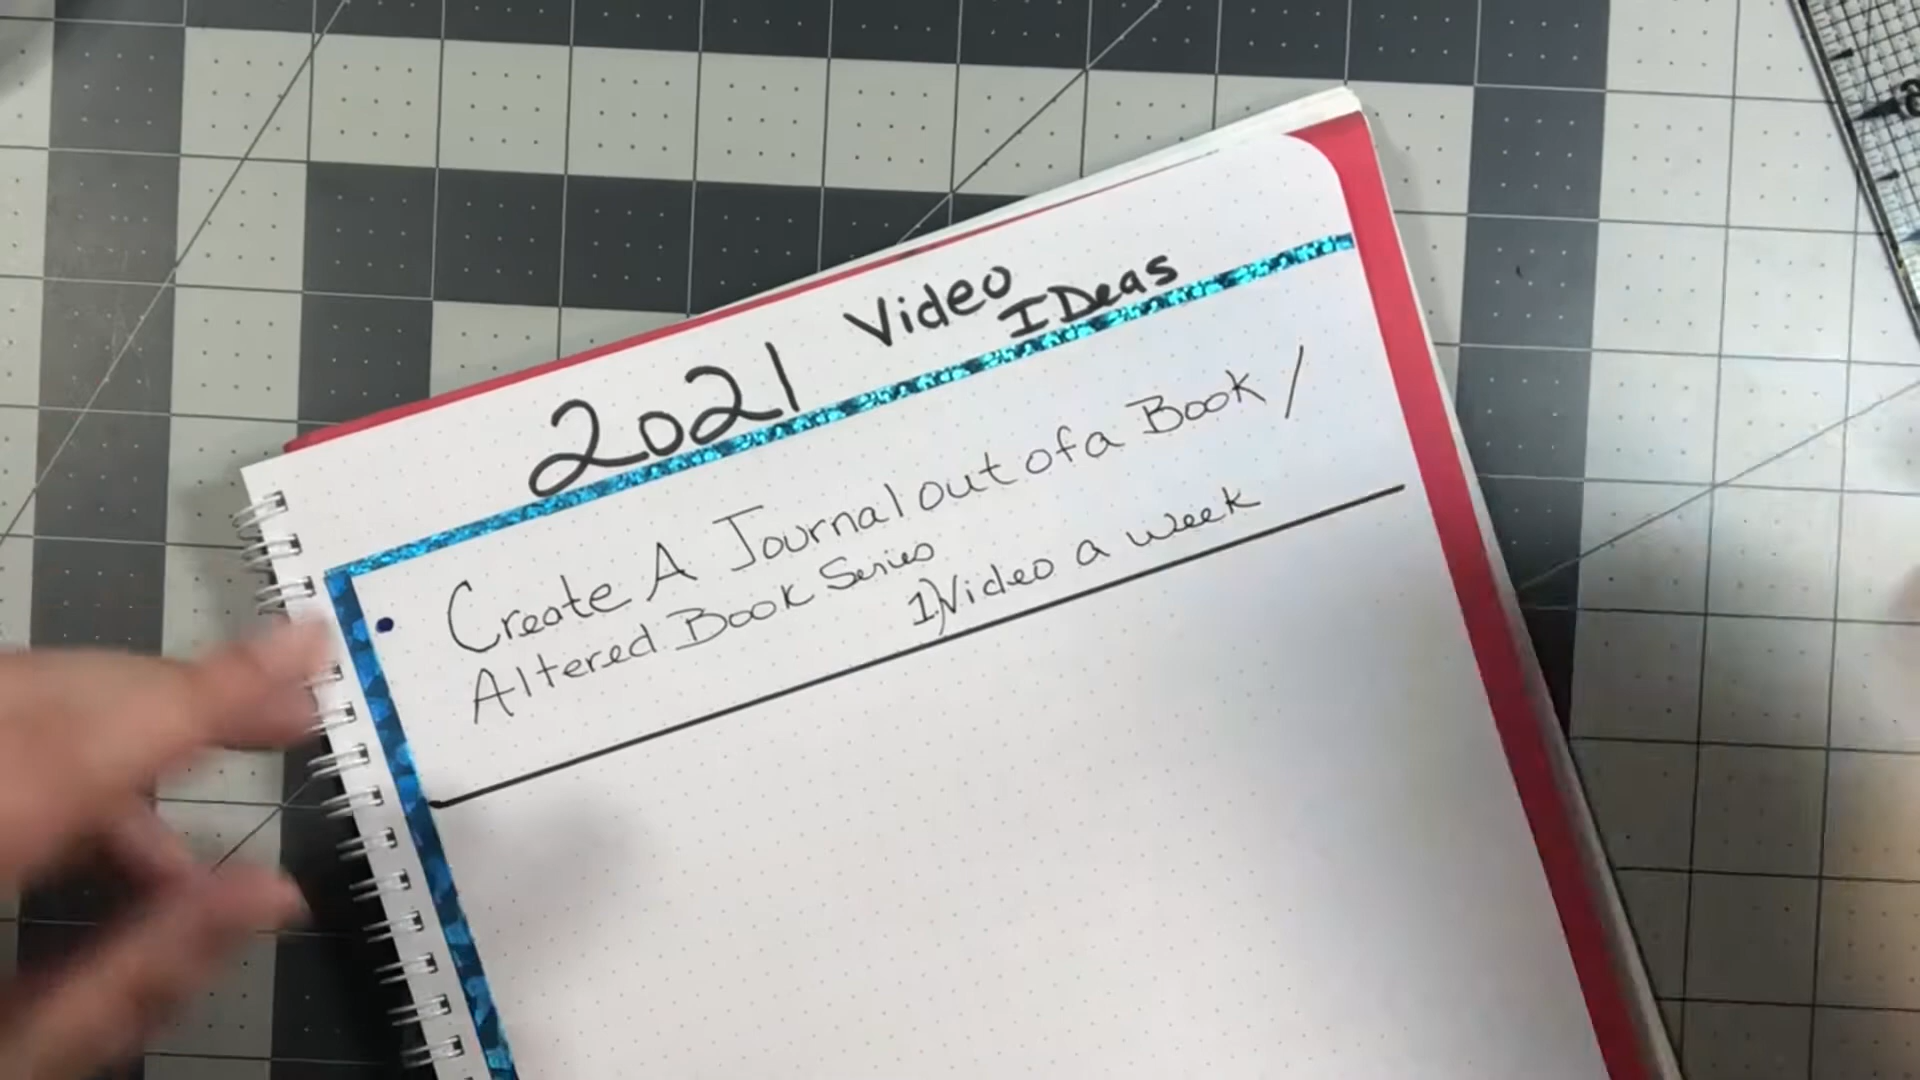 2021 Video
IDeas
Create A Journal out of a Book /
Altered Book Series
1) Video a week